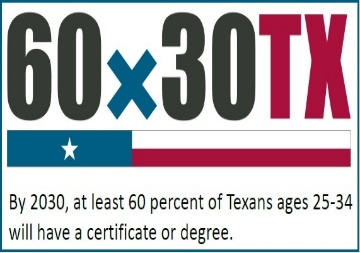 60x30TX
By 2030, at least 60 percent of Texans ages 25-34
will have a certificate or degree.